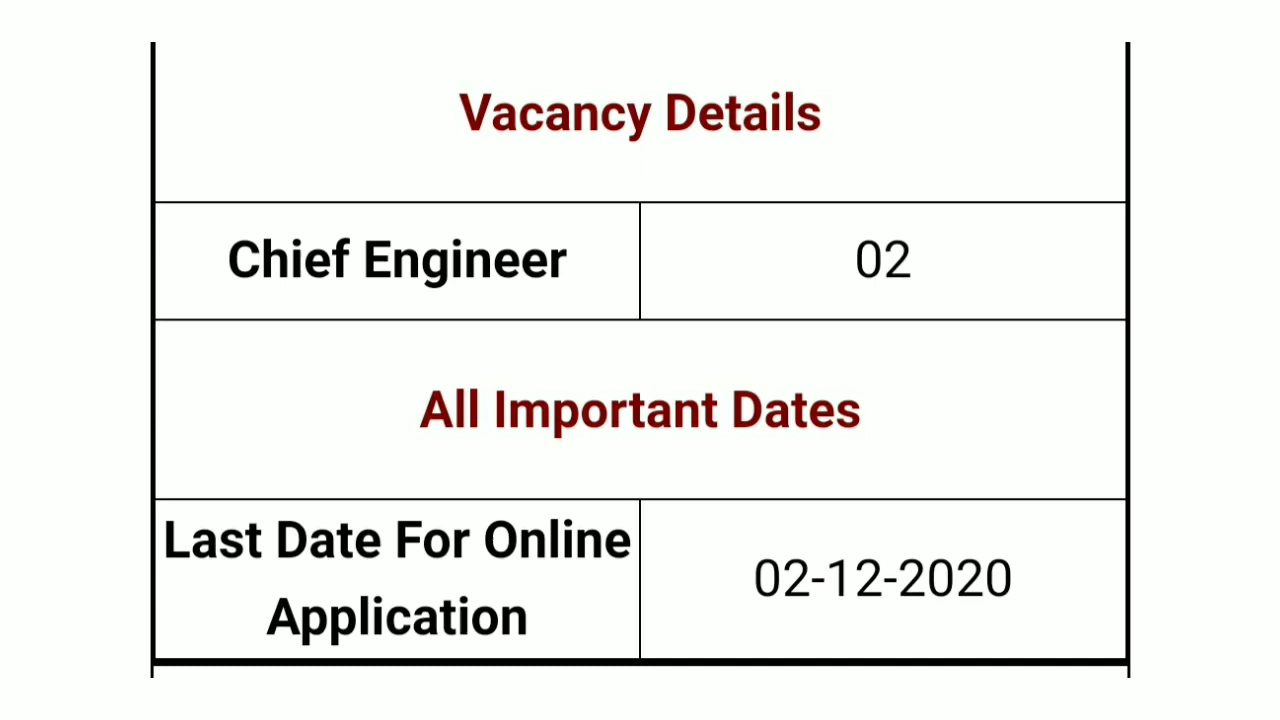 Vacancy Details
Chief Engineer
02
All Important Dates
Last Date For Online
Application
02-12-2020